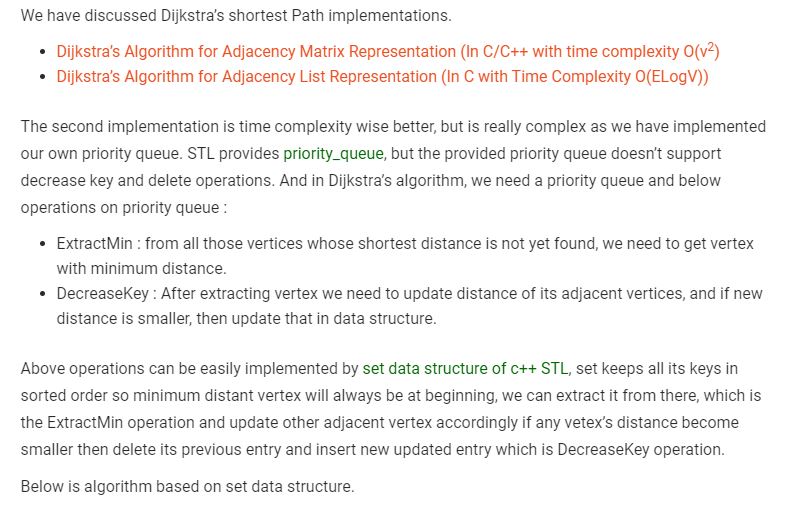 We have discussed Dijkstra’s shortest Path implementations.
• Dijkstra’s Algorithm for Adjacency Matrix Representation (In C/C++ with time complexity O(v²)
• Dijkstra’s Algorithm for Adjacency List Representation (In C with Time Complexity O(ELogV))
The second implementation is time complexity wise better, but is really complex as we have implemented
our own priority queue. STL provides priority_queue, but the provided priority queue doesn’t support
decrease key and delete operations. And in Dijkstra’s algorithm, we need a priority queue and below
operations on priority queue :
• ExtractMin : from all those vertices whose shortest distance is not yet found, we need to get vertex
with minimum distance.
• DecreaseKey : After extracting vertex we need to update distance of its adjacent vertices, and if new
distance is smaller, then update that in data structure.
Above operations can be easily implemented by set data structure of c++ STL, set keeps all its keys in
sorted order so minimum distant vertex will always be at beginning, we can extract it from there, which is
the ExtractMin operation and update other adjacent vertex accordingly if any vetex’s distance become
smaller then delete its previous entry and insert new updated entry which is DecreaseKey operation.
Below is algorithm based on set data structure.